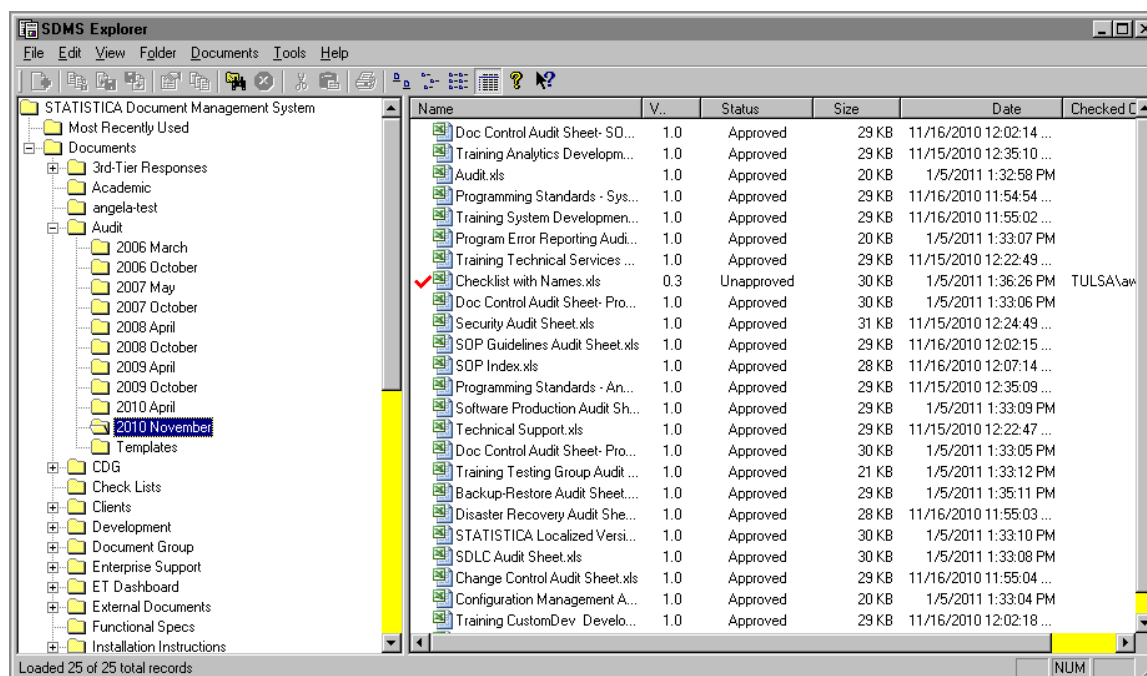 SDMS Explorer
File Edit View Folder Documents Tools Help
STATISTICA Document Management System
Most Recently Used
Documents
3rd-Tier Responses
Academic
angela-test
Audit
2006 March
2006 October
2007 May
2007 October
2008 April
2008 October
2009 April
2009 October
2010 April
2010 November
Templates
CDG
Check Lists
Clients
Development
Document Group
Enterprise Support
ET Dashboard
External Documents
Functional Specs
Installation Instructions
Name V.. Status Size Date Checked
Doc Control Audit Sheet- SO... 1.0 Approved 29 KB 11/16/2010 12:02:14 ...
Training Analytics Developm... 1.0 Approved 29 KB 11/15/2010 12:35:10 ...
Audit.xls 1.0 Approved 20 KB 1/5/2011 1:32:58 PM
Programming Standards - Sys... 1.0 Approved 29 KB 11/16/2010 11:54:54 ...
Training System Developmen... 1.0 Approved 29 KB 11/16/2010 11:55:02 ...
Program Error Reporting Audi... 1.0 Approved 20 KB 1/5/2011 1:33:07 PM
Training Technical Services ... 1.0 Approved 29 KB 11/15/2010 12:22:49 ...
Checklist with Names.xls 0.3 Unapproved 30 KB 1/5/2011 1:36:26 PM TULSA\aw
Doc Control Audit Sheet- Pro... 1.0 Approved 30 KB 1/5/2011 1:33:06 PM
Security Audit Sheet.xls 1.0 Approved 31 KB 11/15/2010 12:24:49 ...
SOP Guidelines Audit Sheet.xls 1.0 Approved 29 KB 11/16/2010 12:02:15 ...
SOP Index.xls 1.0 Approved 28 KB 11/16/2010 12:07:14 ...
Programming Standards - An... 1.0 Approved 29 KB 11/15/2010 12:35:09 ...
Software Production Audit Sh... 1.0 Approved 29 KB 1/5/2011 1:33:09 PM
Technical Support.xls 1.0 Approved 29 KB 11/15/2010 12:22:47 ...
Doc Control Audit Sheet- Pro... 1.0 Approved 30 KB 1/5/2011 1:33:05 PM
Training Testing Group Audit ... 1.0 Approved 21 KB 1/5/2011 1:33:12 PM
Backup-Restore Audit Sheet.... 1.0 Approved 29 KB 1/5/2011 1:35:11 PM
Disaster Recovery Audit She... 1.0 Approved 28 KB 11/16/2010 11:55:03 ...
STATISTICA Localized Versi... 1.0 Approved 30 KB 1/5/2011 1:33:10 PM
SDLC Audit Sheet.xls 1.0 Approved 30 KB 1/5/2011 1:33:08 PM
Change Control Audit Sheet.xls 1.0 Approved 29 KB 11/16/2010 11:55:04 ...
Configuration Management A... 1.0 Approved 20 KB 1/5/2011 1:33:04 PM
Training CustomDev Develo... 1.0 Approved 29 KB 11/16/2010 12:02:18 ...
Loaded 25 of 25 total records
NUM